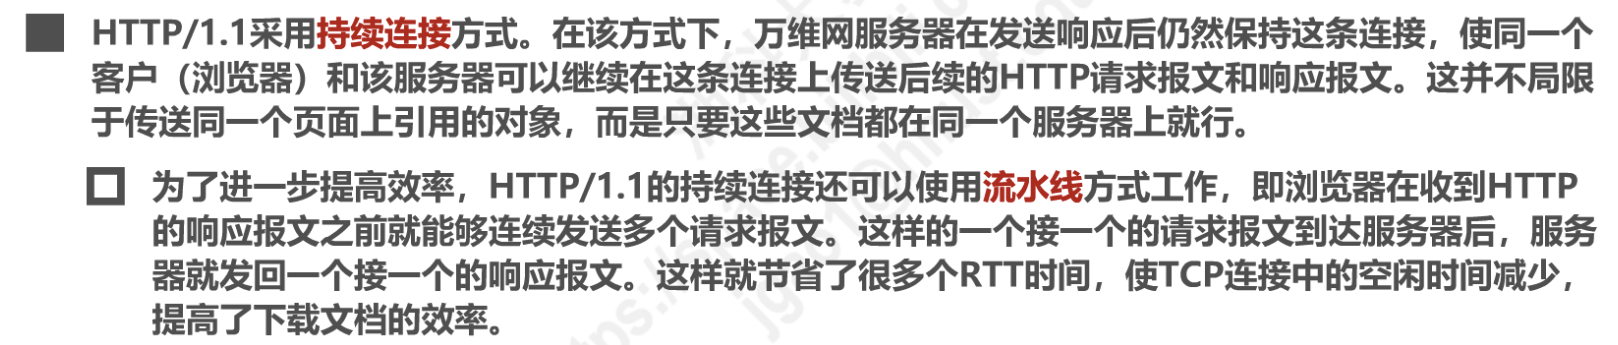 HTTP/1.1采用持续连接方式。在该方式下，万维网服务器在发送响应后仍然保持这条连接，使同一个
客户（浏览器）和该服务器可以继续在这条连接上传送后续的HTTP请求报文和响应报文。这并不局限
于传送同一个页面上引用的对象，而是只要这些文档都在同一个服务器上就行。
为了进一步提高效率，HTTP/1.1的持续连接还可以使用流水线方式工作，即浏览器在收到HTTP
的响应报文之前就能够连续发送多个请求报文。这样的一个接一个的请求报文到达服务器后，服务
器就发回一个接一个的响应报文。这样就节省了很多个RTT时间，使TCP连接中的空闲时间减少，
提高了下载文档的效率。